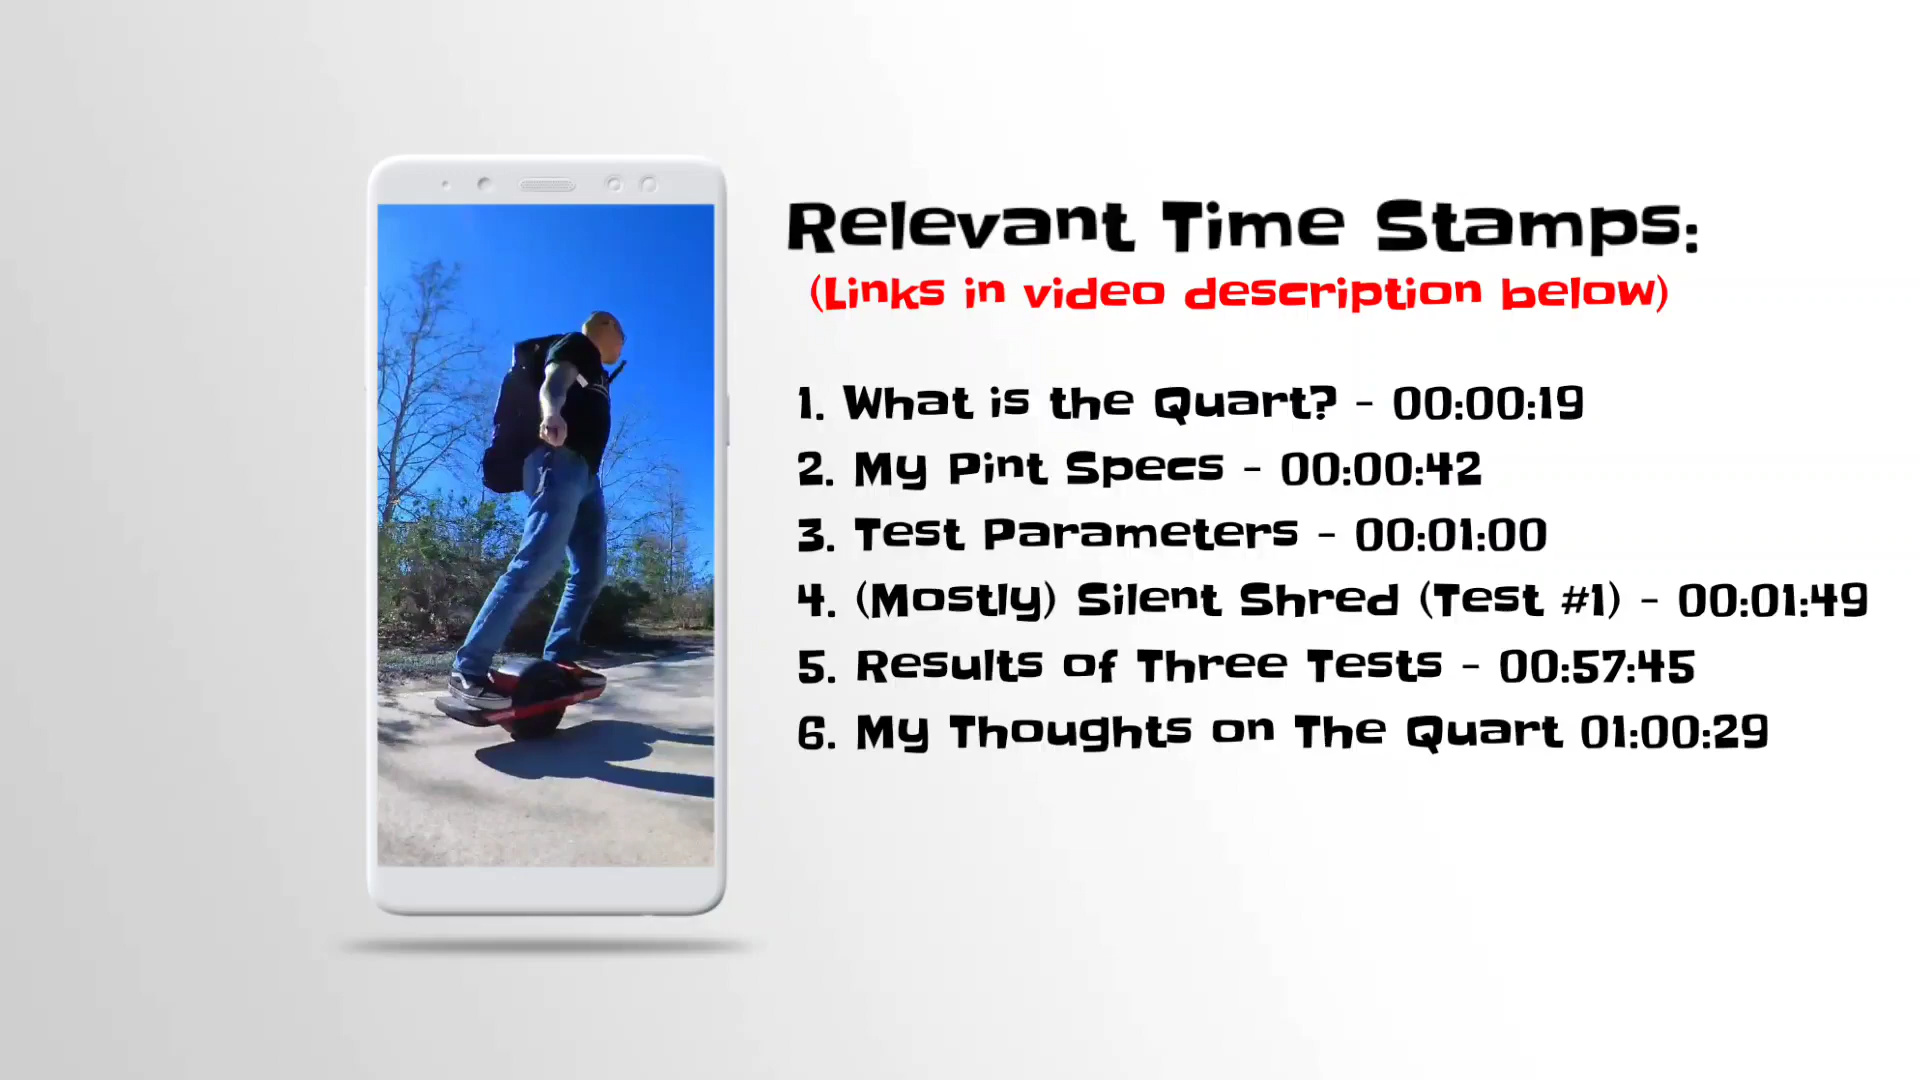 Relevant Time Stamps:
(Links in video description below)
1. What is the Quart? - 00:00:19
2. My Pint Specs - 00:00:42
3. Test Parameters - 00:01:00
4. (Mostly) Silent Shred (Test #1) - 00:01:49
5. Results of Three Tests - 00:57:45
6. My Thoughts on The Quart 01:00:29